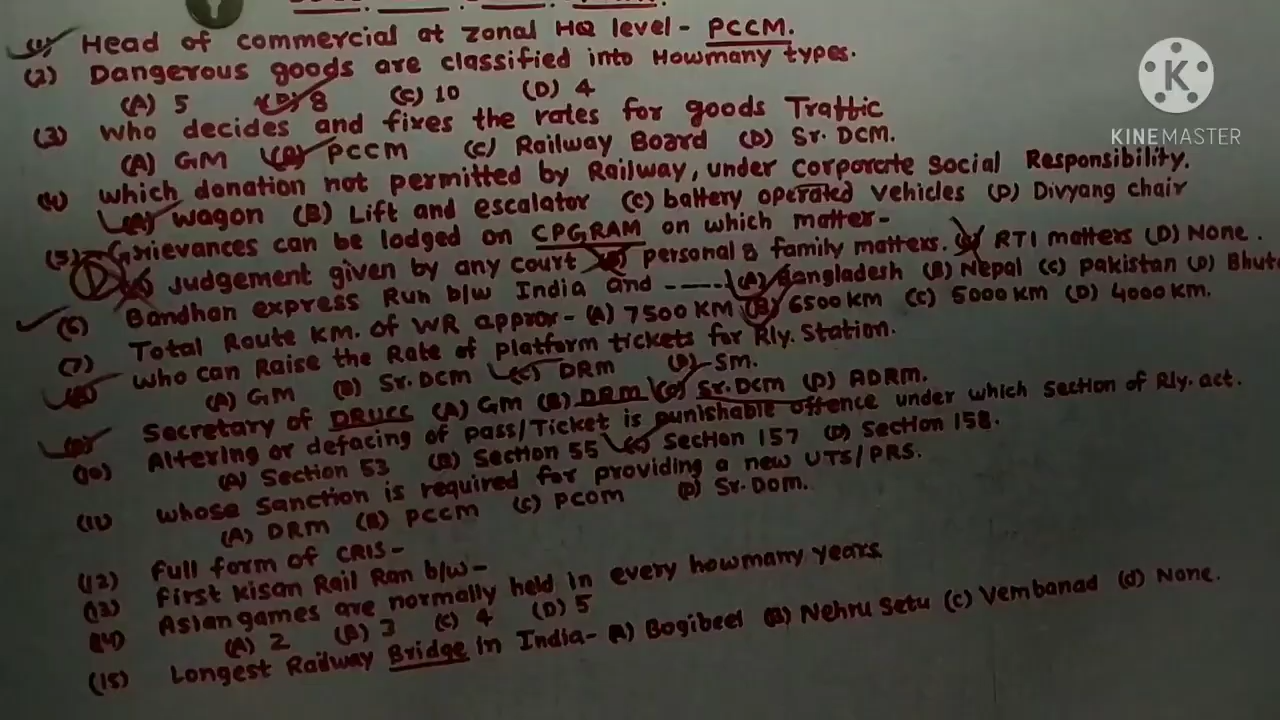 (1) Head of commercial at zonal HQ level- PCCM.
(2) Dangerous goods are classified into Howmany types.
(A) 5 (B) 8 (C) 10 (D) 4
(3) who decides and fixes the rates for goods Traffic
(A) GM (B) PCCM (C) Railway Board (D) Sr. DCM.
(4) which donation not permitted by Railway, under corporate social Responsibility.
(A) wagon (B) Lift and escalator (C) battery operated vehicles (D) Divyang chair
(5) Grievances can be lodged on CPGRAM on which matter-
Judgement given by any court personal & family matters. RTI matters (D) None.
(6) Bandhan express Run b/w India and ----- (A) Bangladesh (B) Nepal (C) pakistan (D) Bhut
(7) Total Route KM. of WR approx- (A) 7500 KM (B) 6500 KM (C) 5000 KM (D) 4000 KM.
who can Raise the Rate of platform tickets for Rly. Station.
(A) GM (B) Sr. DCM (C) DRM (D) Sm.
Secretary of DRUCC (A) GM (B) DRM (C) Sr. DCM (D) ADRM.
(10) Altering or defacing of pass/Ticket is punishable offence under which section of Rly. act.
(A) Section 53 (B) Section 55 (C) Section 157 (D) Section 158.
(11) whose sanction is required for providing a new UTS/PRS.
(A) DRM (B) PCCM (C) PCOM (D) Sr. DOM.
(12) Full form of CRIS-
(13) First Kisan Rail Ran b/w-
(14) Asian games are normally held in every howmany years.
(A) 2 (B) 3 (C) 4 (D) 5
(15) Longest Railway Bridge in India- (A) Bogibeel (B) Nehru Setu (C) Vembanad (d) None.
K
KINEMASTER